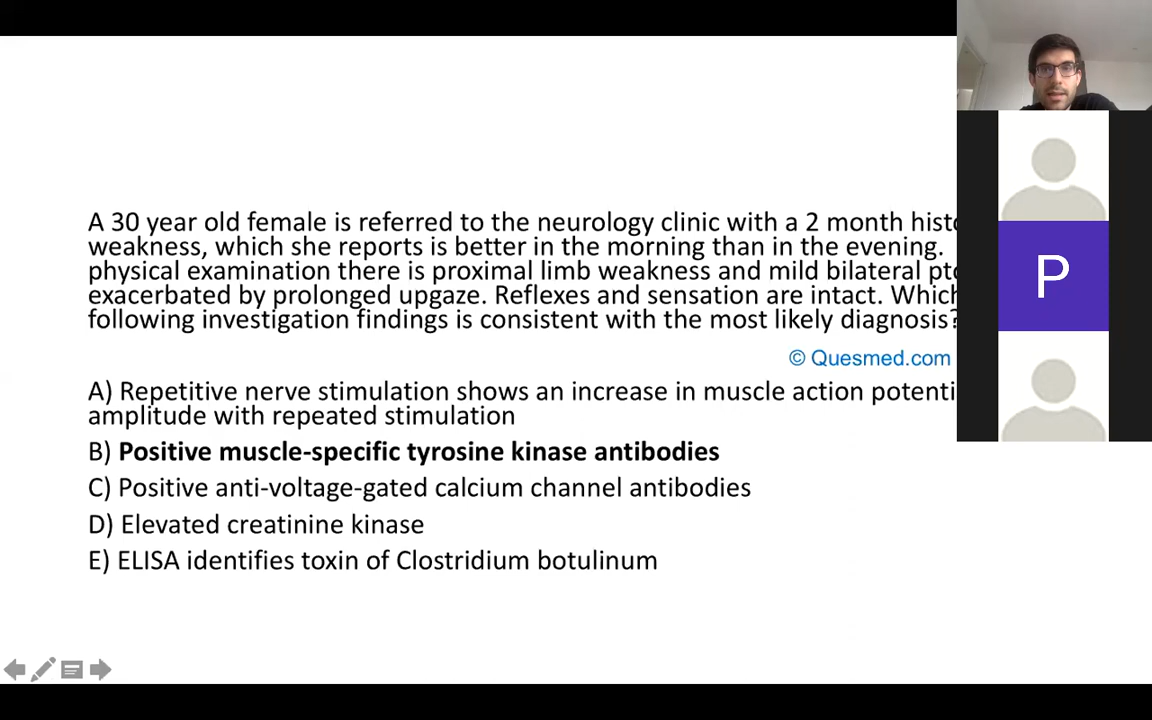 A 30 year old female is referred to the neurology clinic with a 2 month
weakness, which she reports is better in the morning than in the evening.
physical examination there is proximal limb weakness and mild bilateral
exacerbated by prolonged upgaze. Reflexes and sensation are intact.
following investigation findings is consistent with the most likely diagnosis?
© Quesmed.com
A) Repetitive nerve stimulation shows an increase in muscle action
amplitude with repeated stimulation
B) Positive muscle-specific tyrosine kinase antibodies
C) Positive anti-voltage-gated calcium channel antibodies
D) Elevated creatinine kinase
E) ELISA identifies toxin of Clostridium botulinum
P